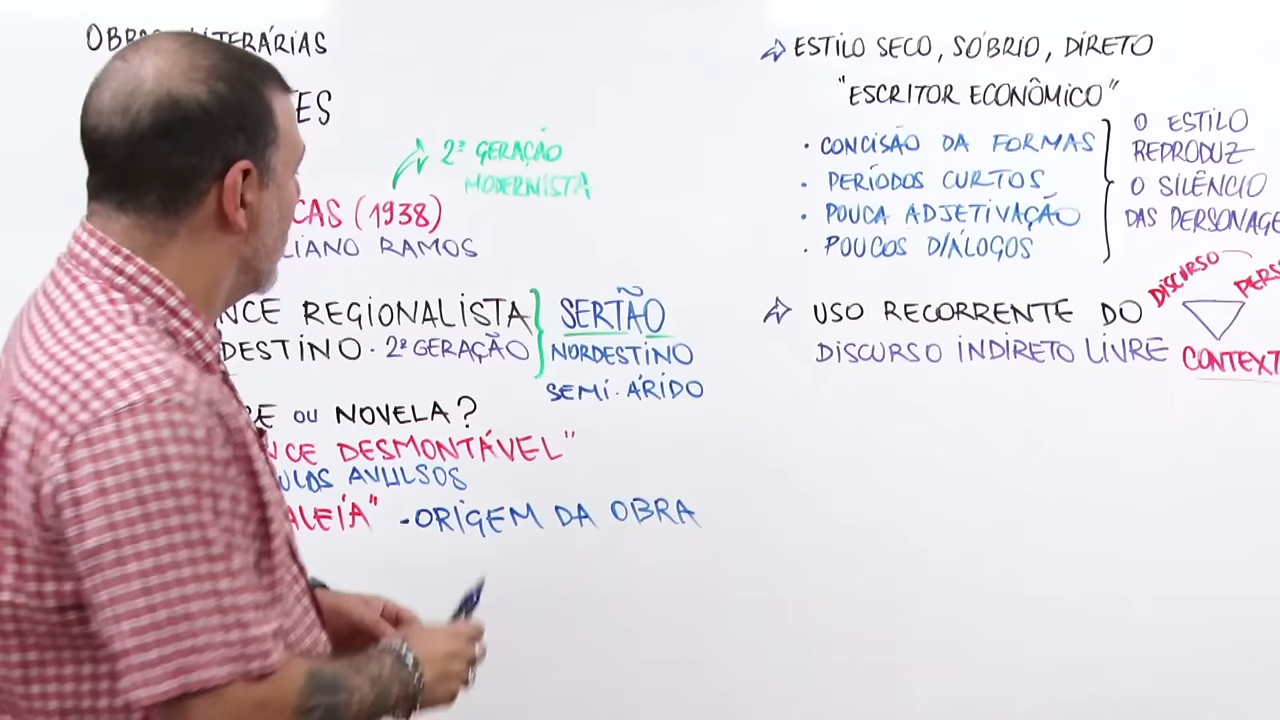 OBRAS LITERÁRIAS
ES
2ª GERAÇÃO
MODERNISTA
CAS (1938)
LIANO RAMOS
NCE REGIONALISTA
DESTINO · 2ª GERAÇÃO
SERTÃO
NORDESTINO
SEMI-ÁRIDO
E OU NOVELA?
NCE DESMONTÁVEL"
ULOS AVULSOS
ALEIA" - ORIGEM DA OBRA
ESTILO SECO, SÓBRIO, DIRETO
"ESCRITOR ECONÔMICO"
· CONCISÃO DA FORMAS
· PERÍODOS CURTOS
· POUCA ADJETIVAÇÃO
· POUCOS DIÁLOGOS
O ESTILO
REPRODUZ
O SILÊNCIO
DAS PERSONAGE
USO RECORRENTE DO
DISCURSO INDIRETO LIVRE
DISCURSO
PERS
CONTEXT